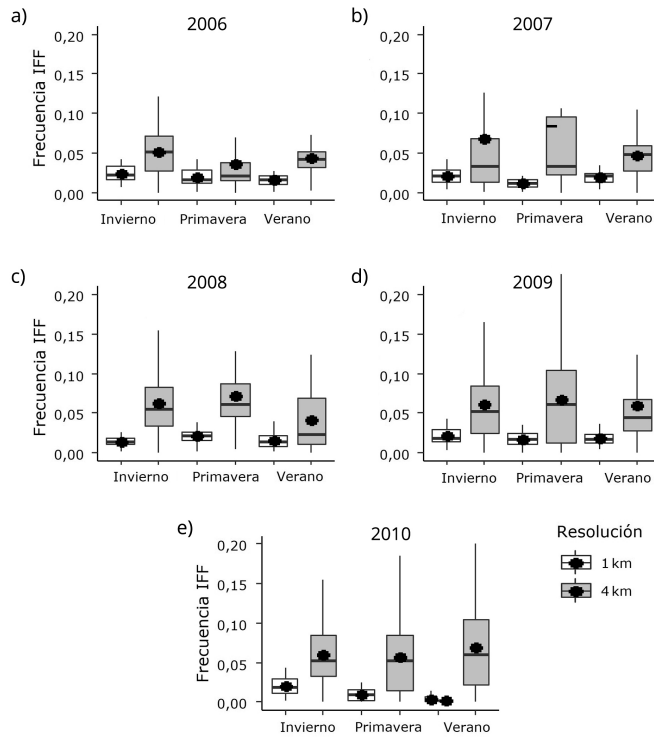 a)
2006
Frecuencia IFF
0,20
0,15
0,10
0,05
0,00
Invierno Primavera Verano
b)
2007
0,20
0,15
0,10
0,05
0,00
Invierno Primavera Verano
c)
2008
Frecuencia IFF
0,20
0,15
0,10
0,05
0,00
Invierno Primavera Verano
d)
2009
0,20
0,15
0,10
0,05
0,00
Invierno Primavera Verano
e)
2010
Frecuencia IFF
0,20
0,15
0,10
0,05
0,00
Invierno Primavera Verano
Resolución
1 km
4 km